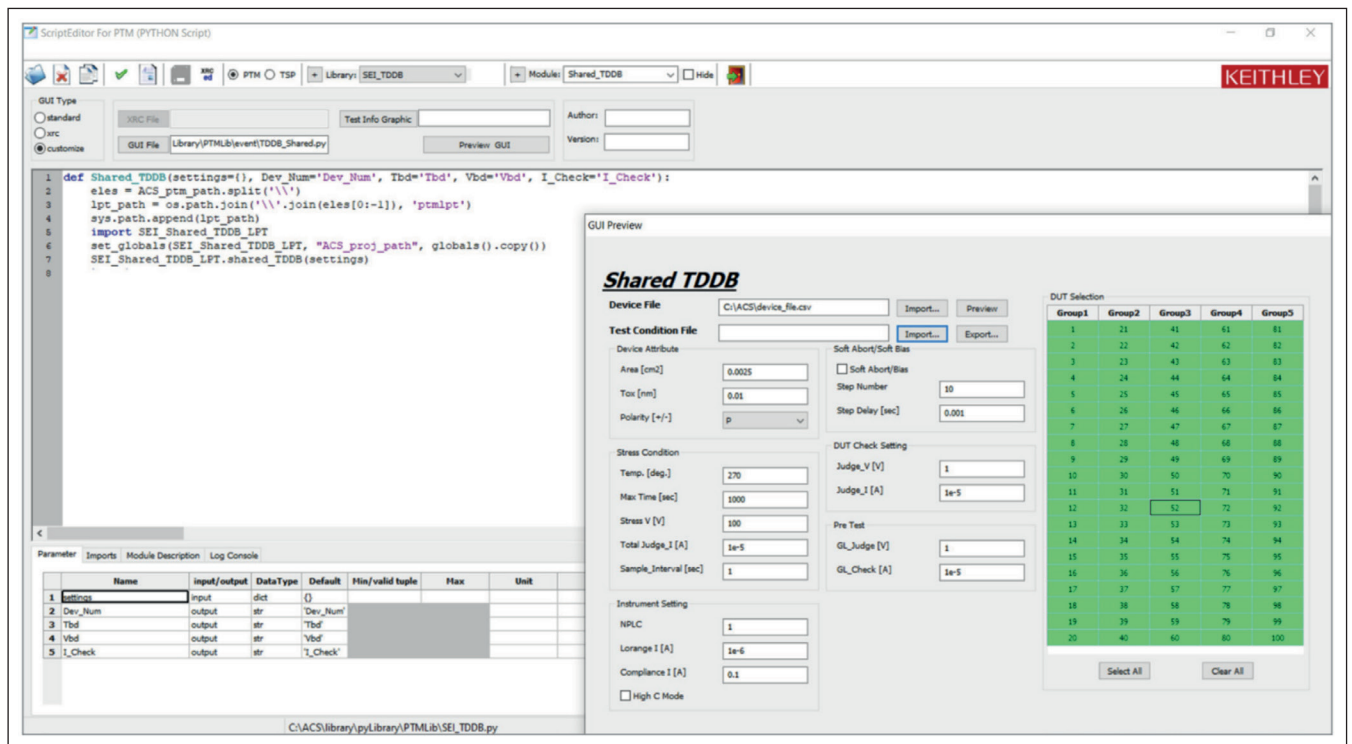 ScriptEditor For PTM (PYTHON Script)
XRC ed PTM TSP + Library: SEI_TDDB + Module: Shared_TDDB Hide KEITHLEY
GUI Type
standard
xrc
customize
XRC File
Test Info Graphic
GUI File Library\PTMLib\event\TDDB_Shared.py Preview GUI
Author:
Version:
1 def Shared_TDDB(settings={}, Dev_Num='Dev_Num', Tbd='Tbd', Vbd='Vbd', I_Check='I_Check'):
2 eles = ACS_ptm_path.split('\\')
3 lpt_path = os.path.join('\\'.join(eles[0:-1]), 'ptmlpt')
4 sys.path.append(lpt_path)
5 import SEI_Shared_TDDB_LPT
6 set_globals(SEI_Shared_TDDB_LPT, "ACS_proj_path", globals().copy())
7 SEI_Shared_TDDB_LPT.shared_TDDB(settings)
8
Parameter Imports Module Description Log Console
Name input/output DataType Default Min/valid tuple Max Unit
1 settings input dict {}
2 Dev_Num output str 'Dev_Num'
3 Tbd output str 'Tbd'
4 Vbd output str 'Vbd'
5 I_Check output str 'I_Check'
C:\ACS\library\pyLibrary\PTMLib\SEI_TDDB.py
GUI Preview
Shared TDDB
Device File C:\ACS\device_file.csv Import... Preview
Test Condition File Import... Export...
Device Attribute
Area [cm2] 0.0025
Tox [nm] 0.01
Polarity [+/-] P
Stress Condition
Temp. [deg.] 270
Max Time [sec] 1000
Stress V [V] 100
Total Judge_I [A] 1e-5
Sample_Interval [sec] 1
Instrument Setting
NPLC 1
Lorange I [A] 1e-6
Compliance I [A] 0.1
High C Mode
Soft Abort/Soft Bias
Soft Abort/Bias
Step Number 10
Step Delay [sec] 0.001
DUT Check Setting
Judge_V [V] 1
Judge_I [A] 1e-5
Pre Test
GL_Judge [V] 1
GL_Check [A] 1e-5
DUT Selection
Group1 Group2 Group3 Group4 Group5
1 21 41 61 81
2 22 42 62 82
3 23 43 63 83
4 24 44 64 84
5 25 45 65 85
6 26 46 66 86
7 27 47 67 87
8 28 48 68 88
9 29 49 69 89
10 30 50 70 90
11 31 51 71 91
12 32 52 72 92
13 33 53 73 93
14 34 54 74 94
15 35 55 75 95
16 36 56 76 96
17 37 57 77 97
18 38 58 78 98
19 39 59 79 99
20 40 60 80 100
Select All Clear All